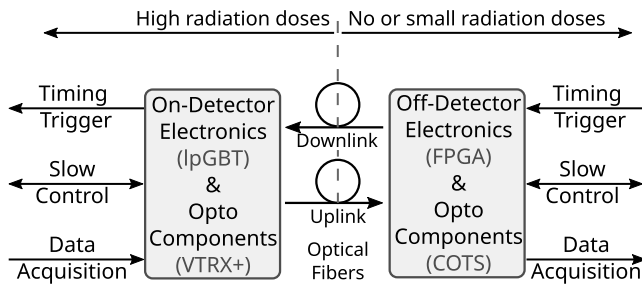 High radiation doses
No or small radiation doses
Timing
Trigger
Slow
Control
Data
Acquisition
On-Detector
Electronics
(lpGBT)
&
Opto
Components
(VTRX+)
Downlink
Uplink
Optical
Fibers
Off-Detector
Electronics
(FPGA)
&
Opto
Components
(COTS)
Timing
Trigger
Slow
Control
Data
Acquisition